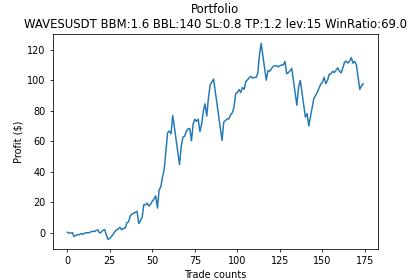 Portfolio
WAVESUSDT BBM:1.6 BBL:140 SL:0.8 TP:1.2 lev:15 WinRatio:69.0
120
100
80
60
40
20
0
Profit ($)
0 25 50 75 100 125 150 175
Trade counts